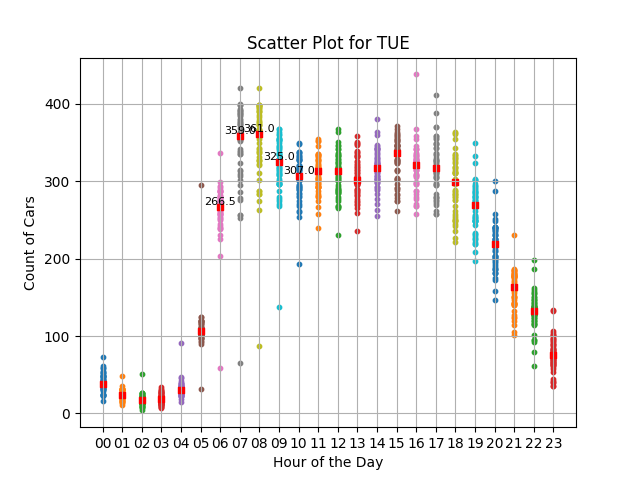 Scatter Plot for TUE
Count of Cars
400
300
200
100
0
266.5
359.0
361.0
325.0
307.0
00 01 02 03 04 05 06 07 08 09 10 11 12 13 14 15 16 17 18 19 20 21 22 23
Hour of the Day